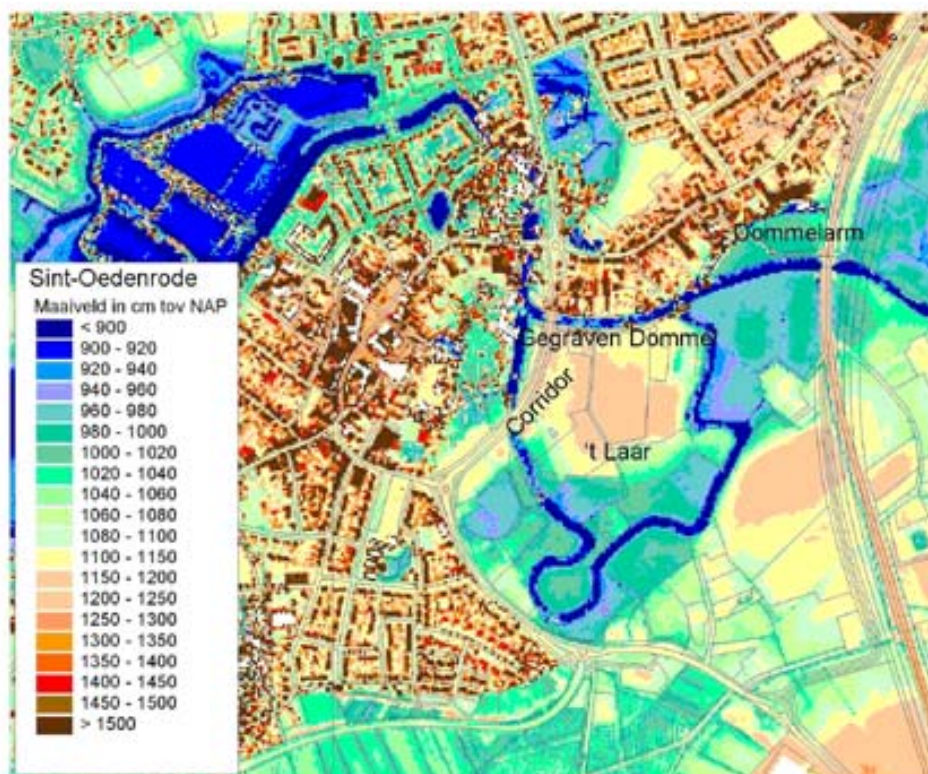 Sint-Oedenrode
Maaiveld in cm tov NAP
< 900
900 - 920
920 - 940
940 - 960
960 - 980
980 - 1000
1000 - 1020
1020 - 1040
1040 - 1060
1060 - 1080
1080 - 1100
1100 - 1150
1150 - 1200
1200 - 1250
1250 - 1300
1300 - 1350
1350 - 1400
1400 - 1450
1450 - 1500
> 1500
Dommelarm
Gegraven Dommel
Corridor
't Laar